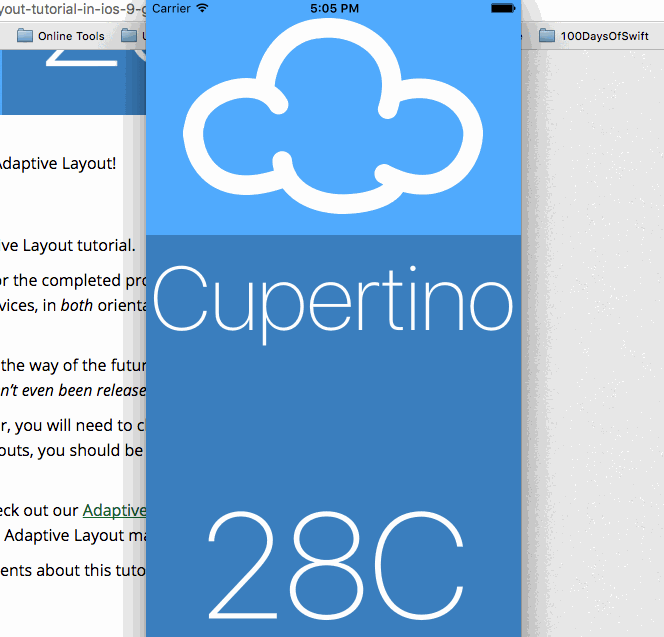 yout-tutorial-in-ios-9-g
Online Tools
100DaysOfSwift
Adaptive Layout!
ive Layout tutorial.
or the completed pro
vices, in both orienta
the way of the futur
n't even been release
r, you will need to c
outs, you should be
eck out our Adaptive
Adaptive Layout ma
ents about this tuto
Carrier 5:05 PM
Cupertino
28C